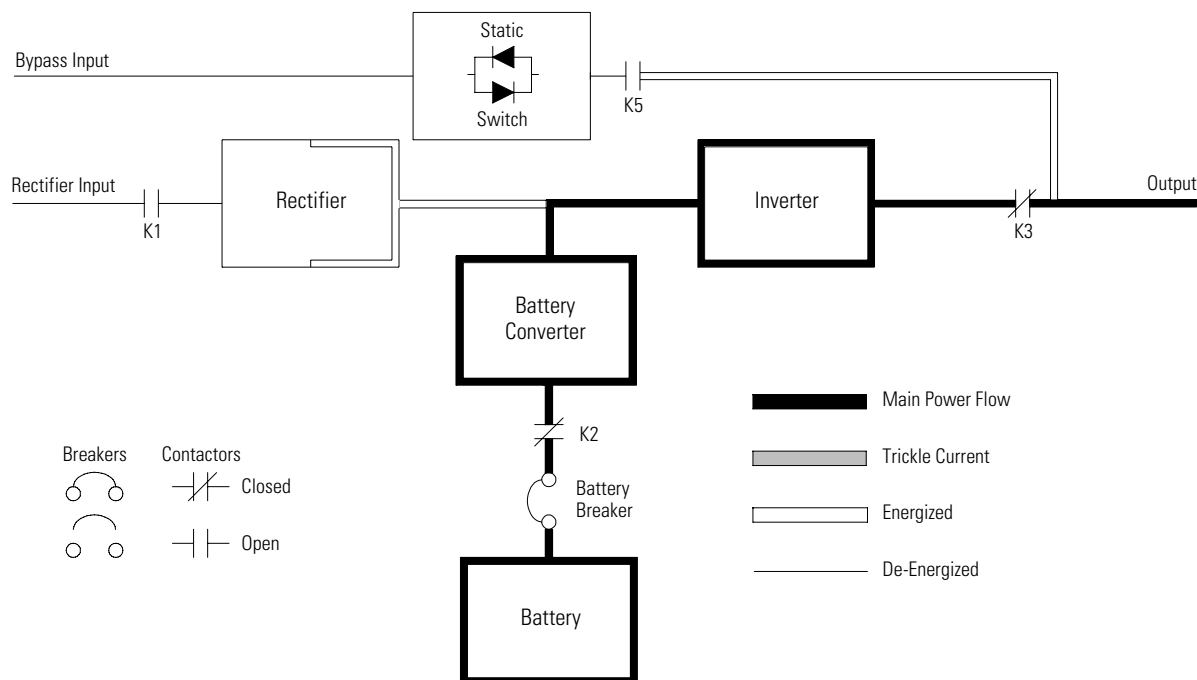 Static
Bypass Input
K5
Switch
Rectifier Input
Rectifier
Inverter
Output
K1
K3
Battery
Converter
Main Power Flow
K2
Breakers
Contactors
Trickle Current
Closed
Battery
Breaker
Energized
Open
De-Energized
Battery